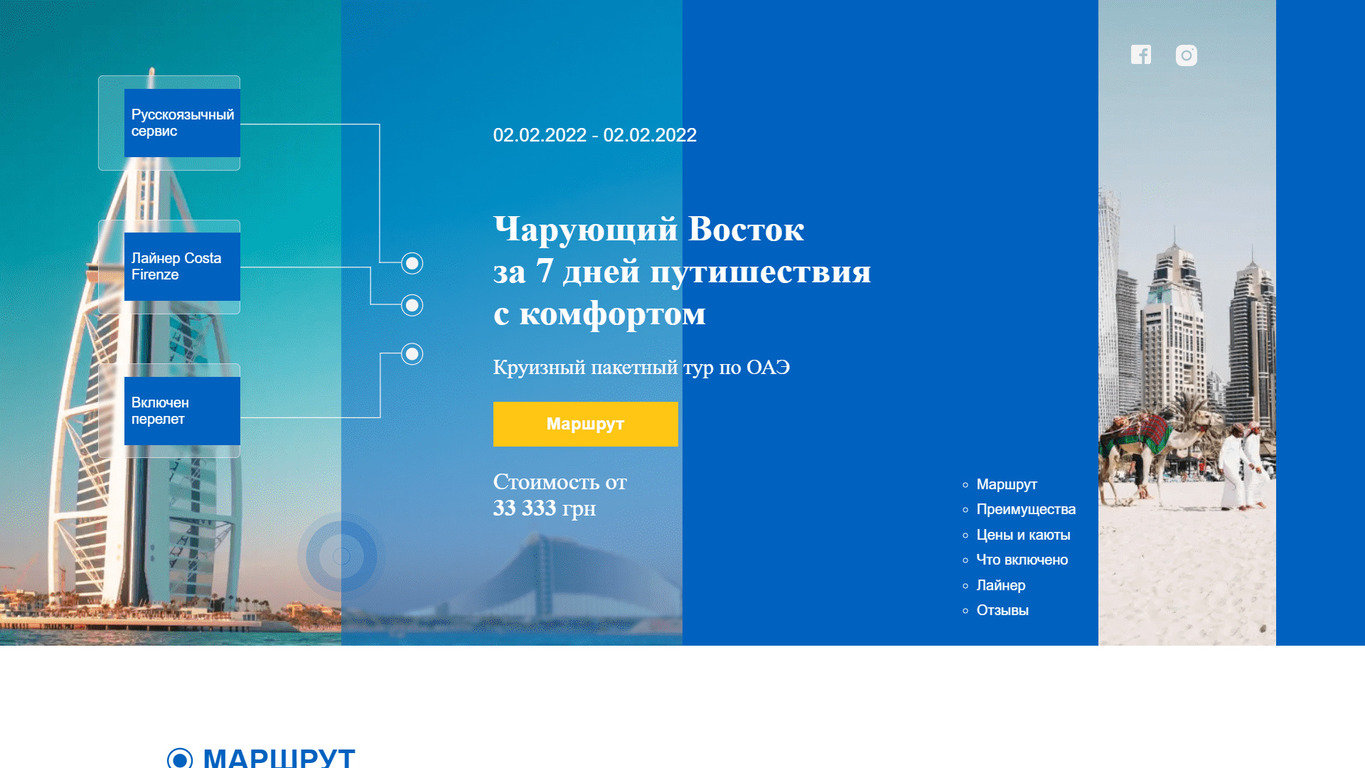 Русскоязычный
сервис
Лайнер Costa
Firenze
Включен
перелет
02.02.2022 - 02.02.2022
Чарующий Восток
за 7 дней путишествия
с комфортом
Круизный пакетный тур по ОАЭ
Маршрут
Стоимость от
33 333 грн
Маршрут
Преимущества
Цены и каюты
Что включено
Лайнер
Отзывы
МАРШРУТ